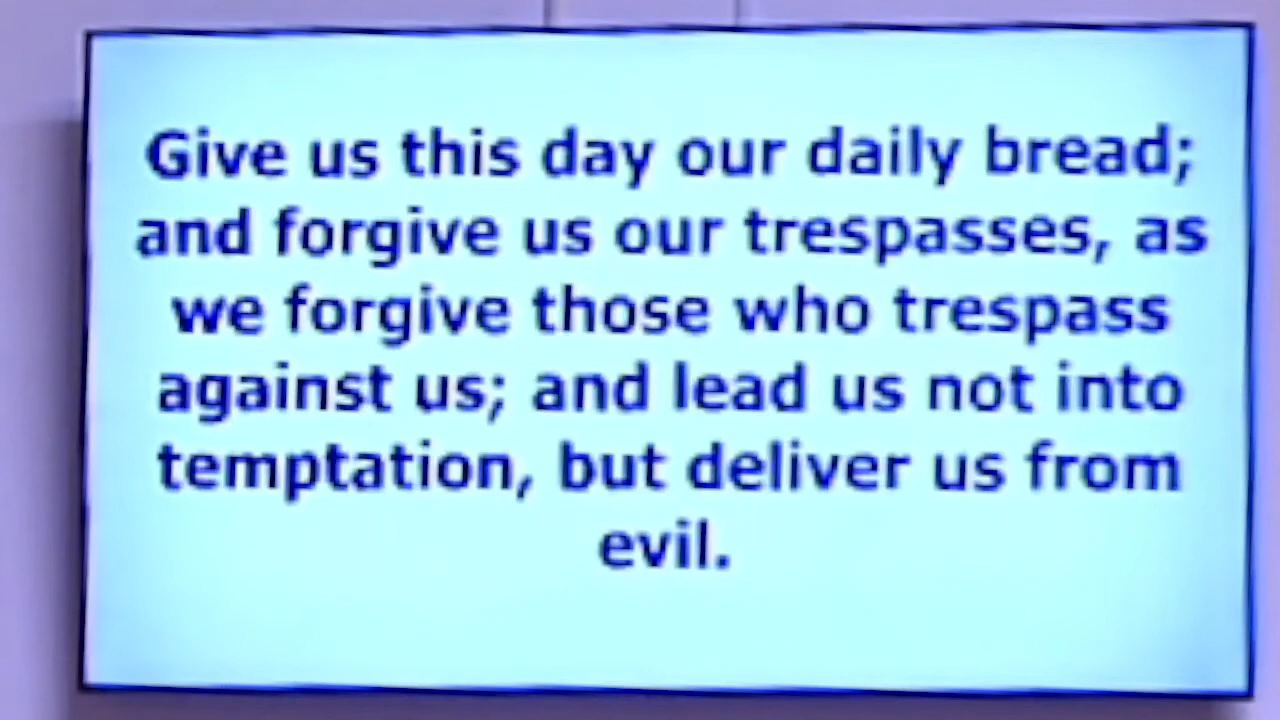 Give us this day our daily bread;
and forgive us our trespasses, as
we forgive those who trespass
against us; and lead us not into
temptation, but deliver us from
evil.